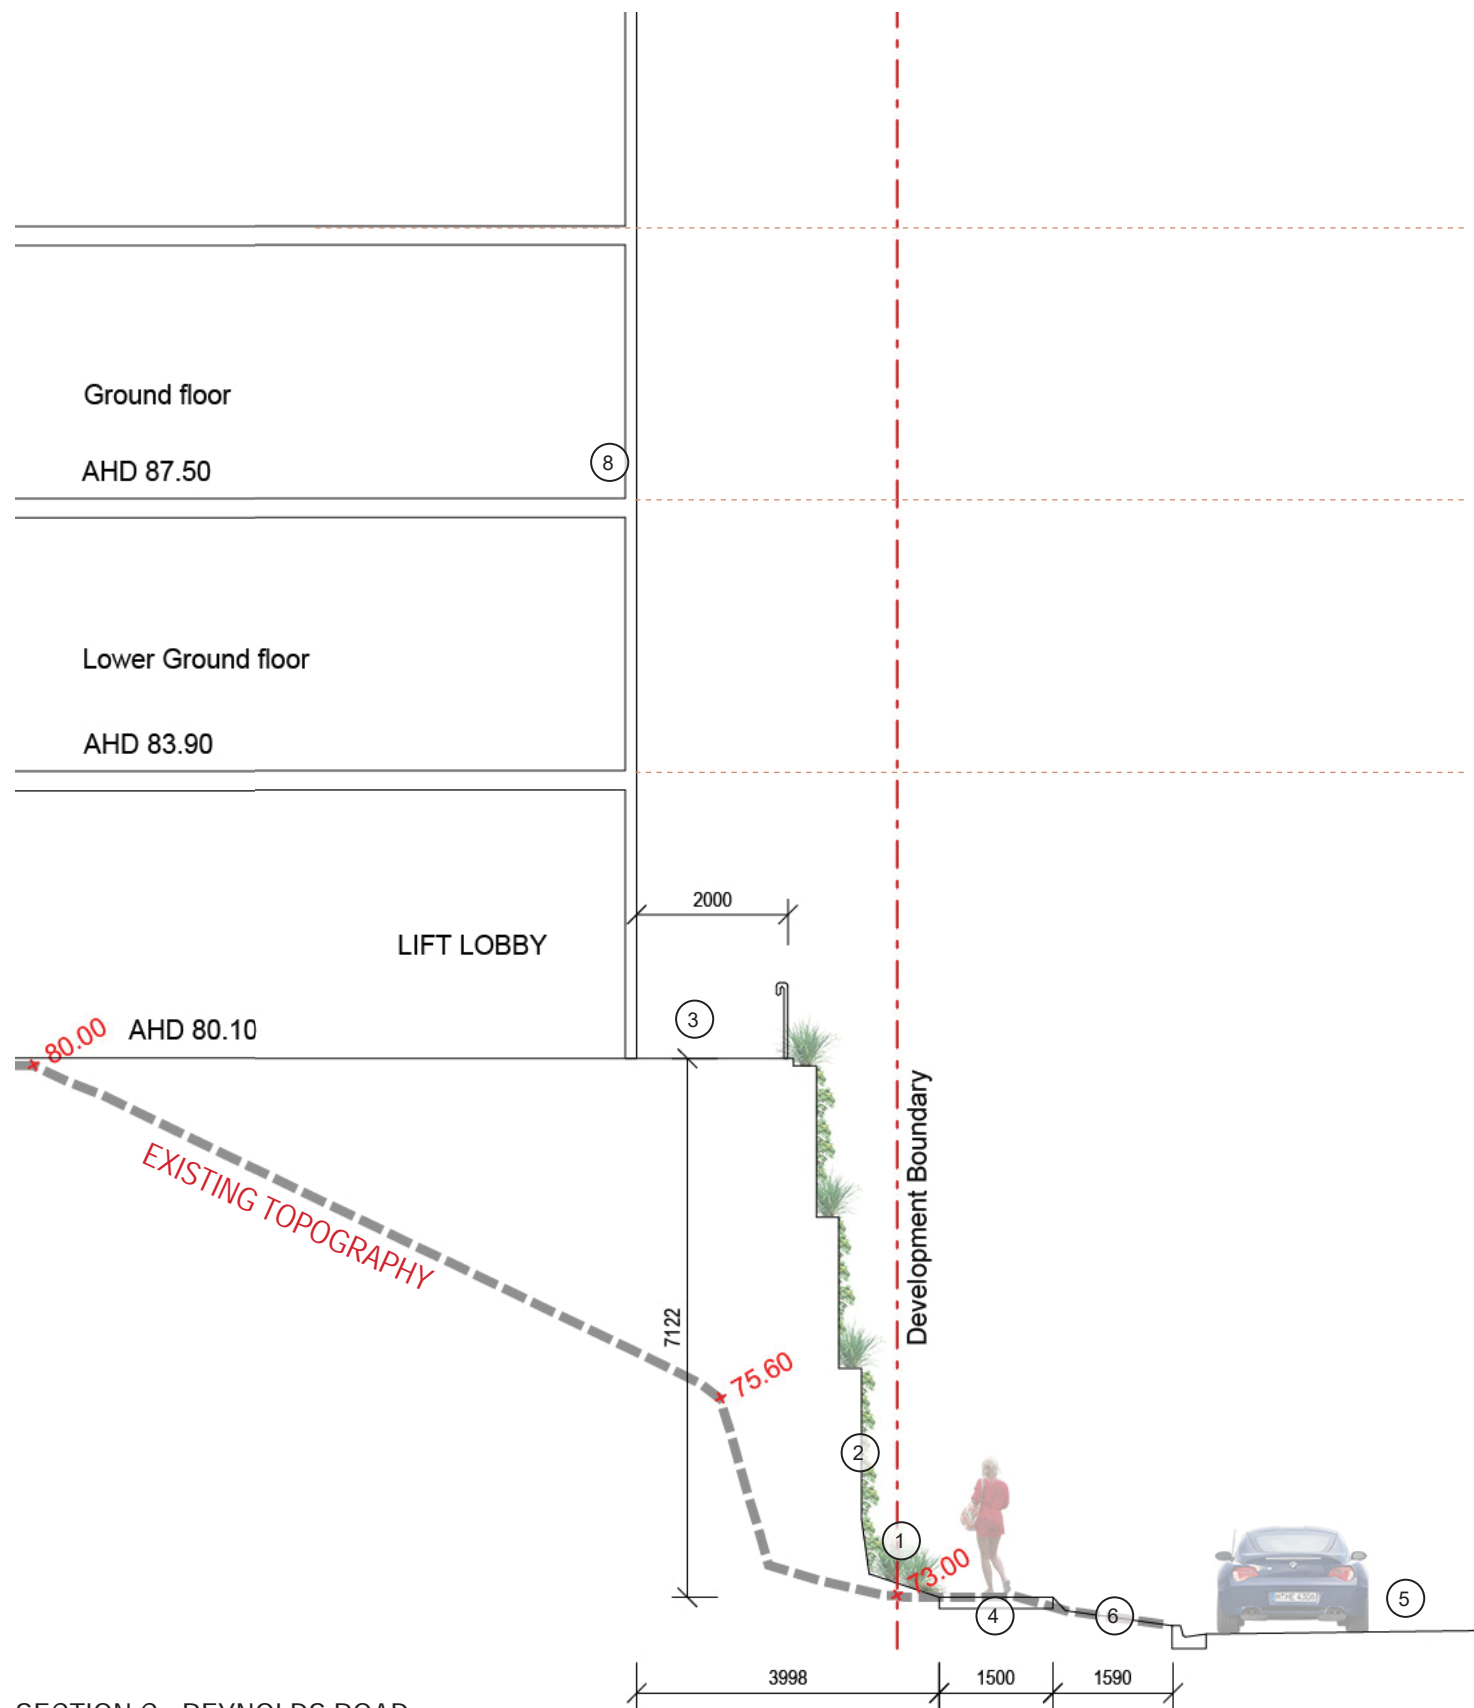 Ground floor
8
AHD 87.50
Lower Ground floor
AHD 83.90
2000
LIFT LOBBY
3
80.00
AHD 80.10
EXISTING TOPOGRAPHY
Development Boundary
7122
75.60
2
1
73.00
4
6
5
3998
1500
1590